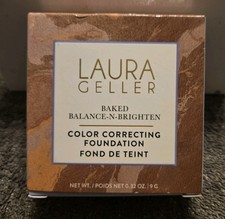 LAURA
GELLER
BAKED
BALANCE-N-BRIGHTEN
COLOR CORRECTING
FOUNDATION
FOND DE TEINT
NET WT. / POIDS NET 0.32 OZ. / 9 G